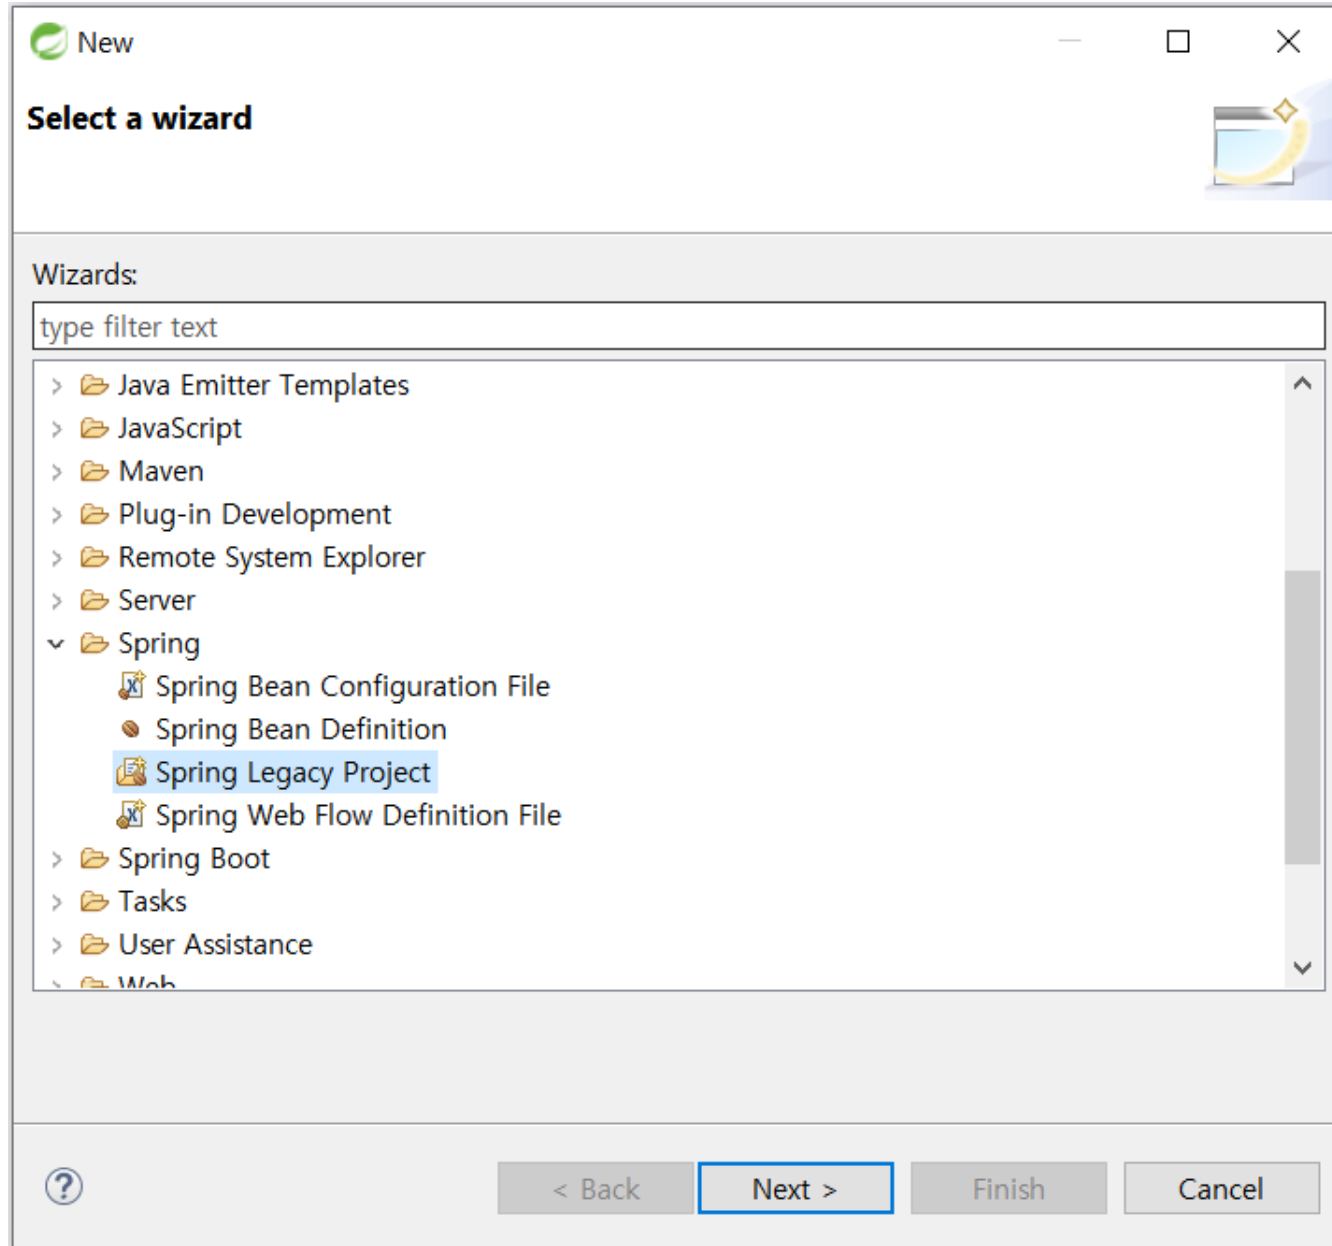 New
Select a wizard
Wizards:
type filter text
Java Emitter Templates
JavaScript
Maven
Plug-in Development
Remote System Explorer
Server
Spring
Spring Bean Configuration File
Spring Bean Definition
Spring Legacy Project
Spring Web Flow Definition File
Spring Boot
Tasks
User Assistance
Web
< Back Next > Finish Cancel